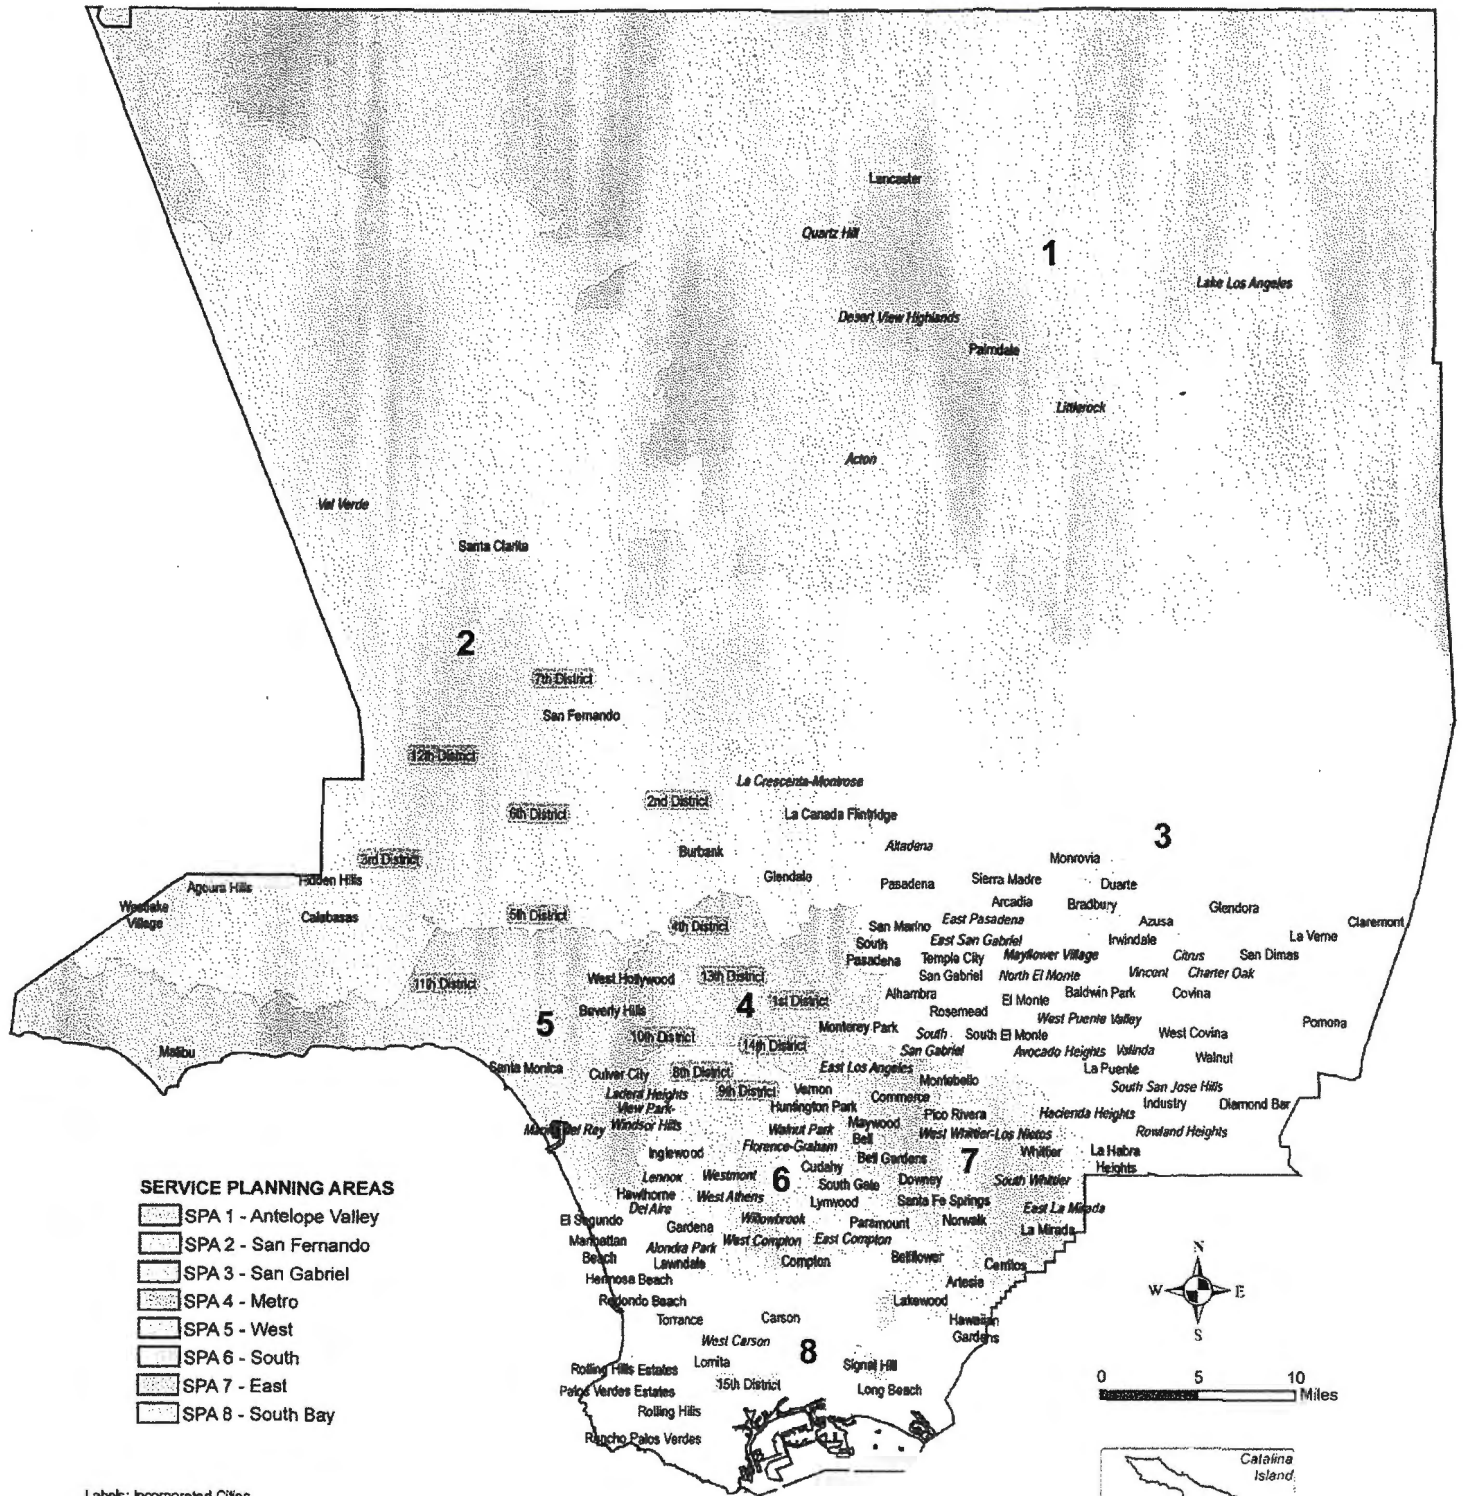 Lancaster
Quartz Hill
1
Lake Los Angeles
Desert View Highlands
Palmdale
Littlerock
Acton
Val Verde
Santa Clarita
2
7th District
San Fernando
12th District
La Crescenta-Montrose
2nd District
6th District
La Canada Flintridge
3
Altadena
Burbank
3rd District
Monrovia
Glendale
Hidden Hills
Agoura Hills
Pasadena
Sierra Madre
Duarte
Arcadia
Bradbury
Westlake
Village
Calabasas
5th District
4th District
San Marino
East Pasadena
Azusa
Glendora
Claremont
South
Pasadena
East San Gabriel
Irwindale
La Verne
Temple City
Mayflower Village
Citrus
San Dimas
11th District
West Hollywood
13th District
San Gabriel
North El Monte
Vincent
Charter Oak
1st District
Alhambra
El Monte
Baldwin Park
Covina
4
Beverly Hills
Rosemead
5
West Puente Valley
Pomona
10th District
Monterey Park
South
San Gabriel
South El Monte
West Covina
14th District
Malibu
Avocado Heights
Valinda
Walnut
Santa Monica
Culver City
8th District
East Los Angeles
La Puente
Montebello
South San Jose Hills
Ladera Heights
9th District
Vernon
Commerce
Industry
Diamond Bar
View Park-
Windsor Hills
Huntington Park
Pico Rivera
Hacienda Heights
Marina Del Rey
Walnut Park
Maywood
West Whittier-Los Nietos
Rowland Heights
Florence-Graham
Bell
Inglewood
Bell Gardens
7
Whittier
La Habra
Heights
Cudahy
Lennox
Westmont
6
South Gate
Downey
South Whittier
Hawthorne
West Athens
Lynwood
Santa Fe Springs
Del Aire
East La Mirada
El Segundo
Gardena
Willowbrook
Paramount
Norwalk
La Mirada
Manhattan
Beach
Alondra Park
West Compton
East Compton
Lawndale
Compton
Bellflower
Cerritos
Hermosa Beach
Artesia
Redondo Beach
Lakewood
Torrance
Carson
Hawaiian
Gardens
West Carson
8
Rolling Hills Estates
Lomita
Signal Hill
Palos Verdes Estates
15th District
Long Beach
Rolling Hills
Rancho Palos Verdes
SERVICE PLANNING AREAS
SPA 1 - Antelope Valley
SPA 2 - San Fernando
SPA 3 - San Gabriel
SPA 4 - Metro
SPA 5 - West
SPA 6 - South
SPA 7 - East
SPA 8 - South Bay
N
W E
S
0 5 10
Miles
Catalina
Island
Labels: Incorporated Cities